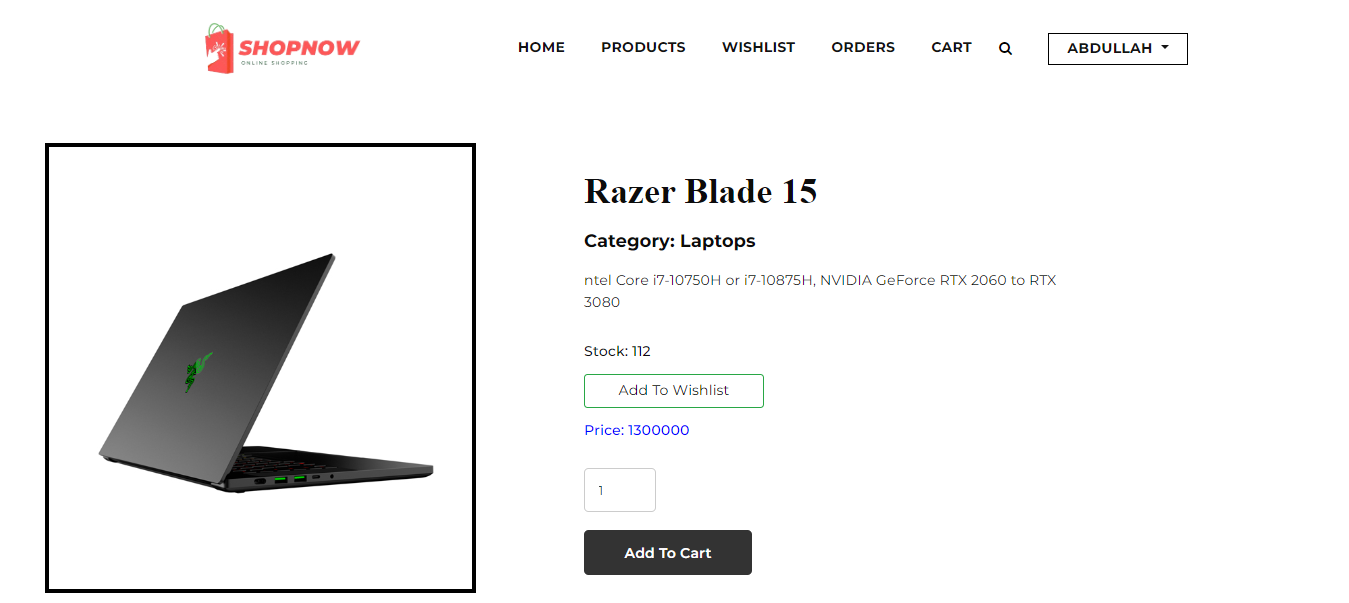 SHOPNOW
ONLINE SHOPPING
HOME PRODUCTS WISHLIST ORDERS CART ABDULLAH
Razer Blade 15
Category: Laptops
ntel Core i7-10750H or i7-10875H, NVIDIA GeForce RTX 2060 to RTX
3080
Stock: 112
Add To Wishlist
Price: 1300000
1
Add To Cart